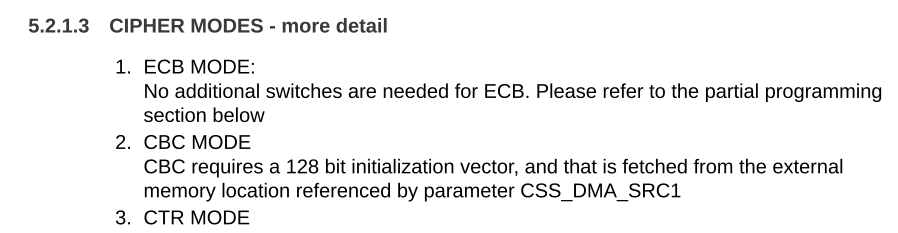 5.2.1.3 CIPHER MODES - more detail
1. ECB MODE:
No additional switches are needed for ECB. Please refer to the partial programming
section below
2. CBC MODE
CBC requires a 128 bit initialization vector, and that is fetched from the external
memory location referenced by parameter CSS_DMA_SRC1
3. CTR MODE